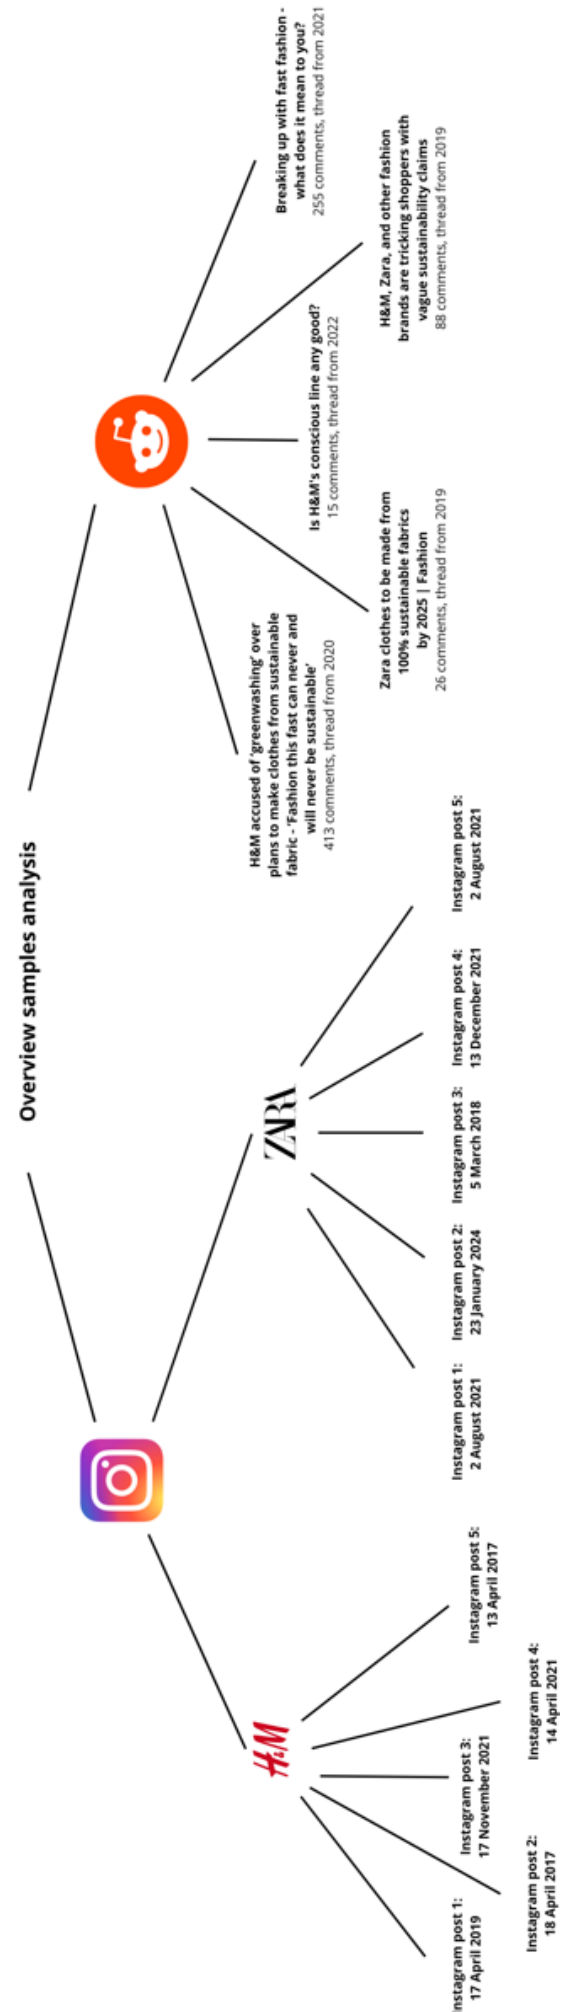 Overview samples analysis
H&M
Instagram post 1:
17 April 2019
Instagram post 2:
18 April 2017
Instagram post 3:
17 November 2021
Instagram post 4:
14 April 2021
Instagram post 5:
13 April 2017
ZARA
Instagram post 1:
2 August 2021
Instagram post 2:
23 January 2024
Instagram post 3:
5 March 2018
Instagram post 4:
13 December 2021
Instagram post 5:
2 August 2021
H&M accused of 'greenwashing' over
plans to make clothes from sustainable
fabric - 'Fashion this fast can never and
will never be sustainable'
413 comments, thread from 2020
Zara clothes to be made from
100% sustainable fabrics
by 2025 | Fashion
26 comments, thread from 2019
Is H&M's conscious line any good?
15 comments, thread from 2022
H&M, Zara, and other fashion
brands are tricking shoppers with
vague sustainability claims
88 comments, thread from 2019
Breaking up with fast fashion -
what does it mean to you?
255 comments, thread from 2021